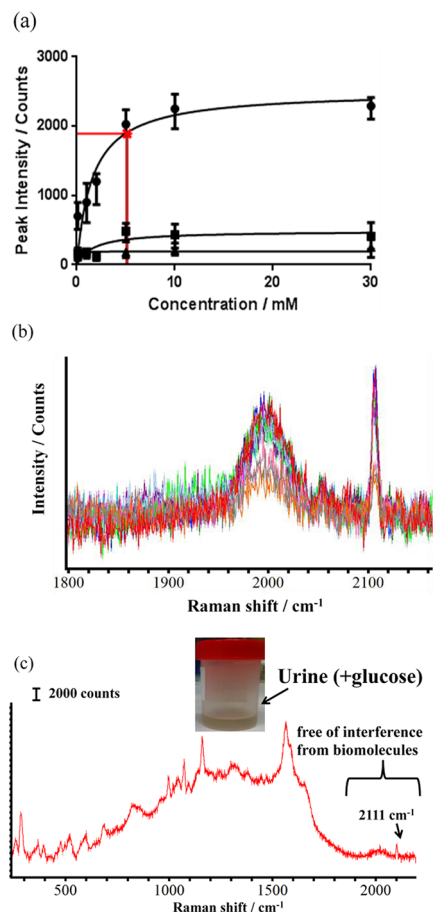 (a)
Peak Intensity / Counts
3000
2000
1000
0
0
10
20
30
Concentration / mM
(b)
Intensity / Counts
1800
1900
2000
2100
Raman shift / cm-1
(c)
2000 counts
Urine (+glucose)
free of interference
from biomolecules
2111 cm-1
500
1000
1500
2000
Raman shift / cm-1